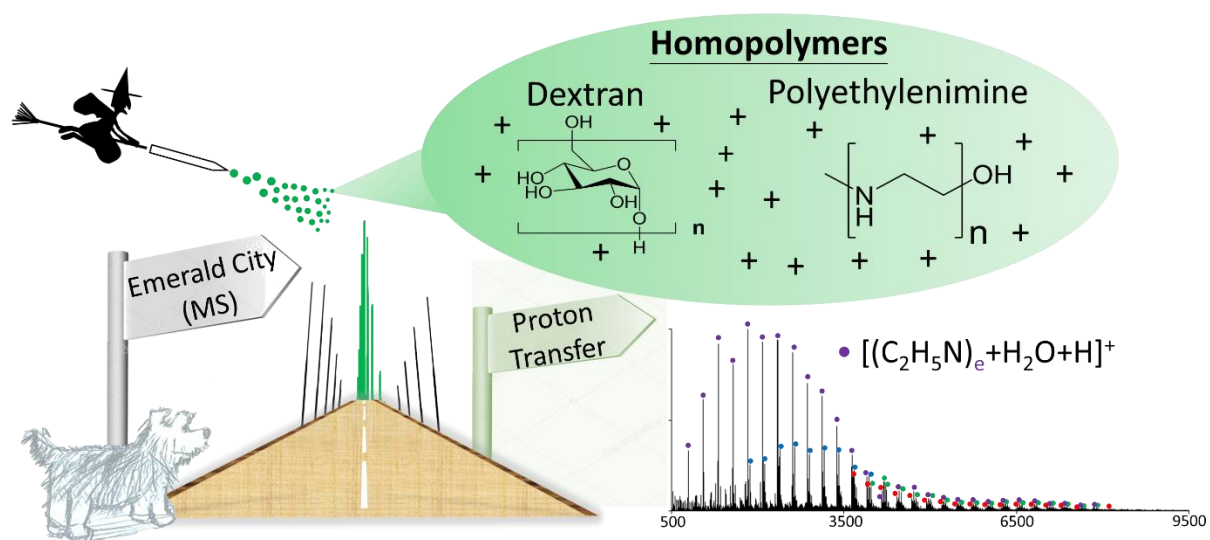 Homopolymers
Dextran
Polyethylenimine
OH
O
HO
HO
OH
O
H
n
N
H
OH
n
Emerald City
(MS)
Proton
Transfer
[(C₂H₅N)ₑ+H₂O+H]⁺
500
3500
6500
9500